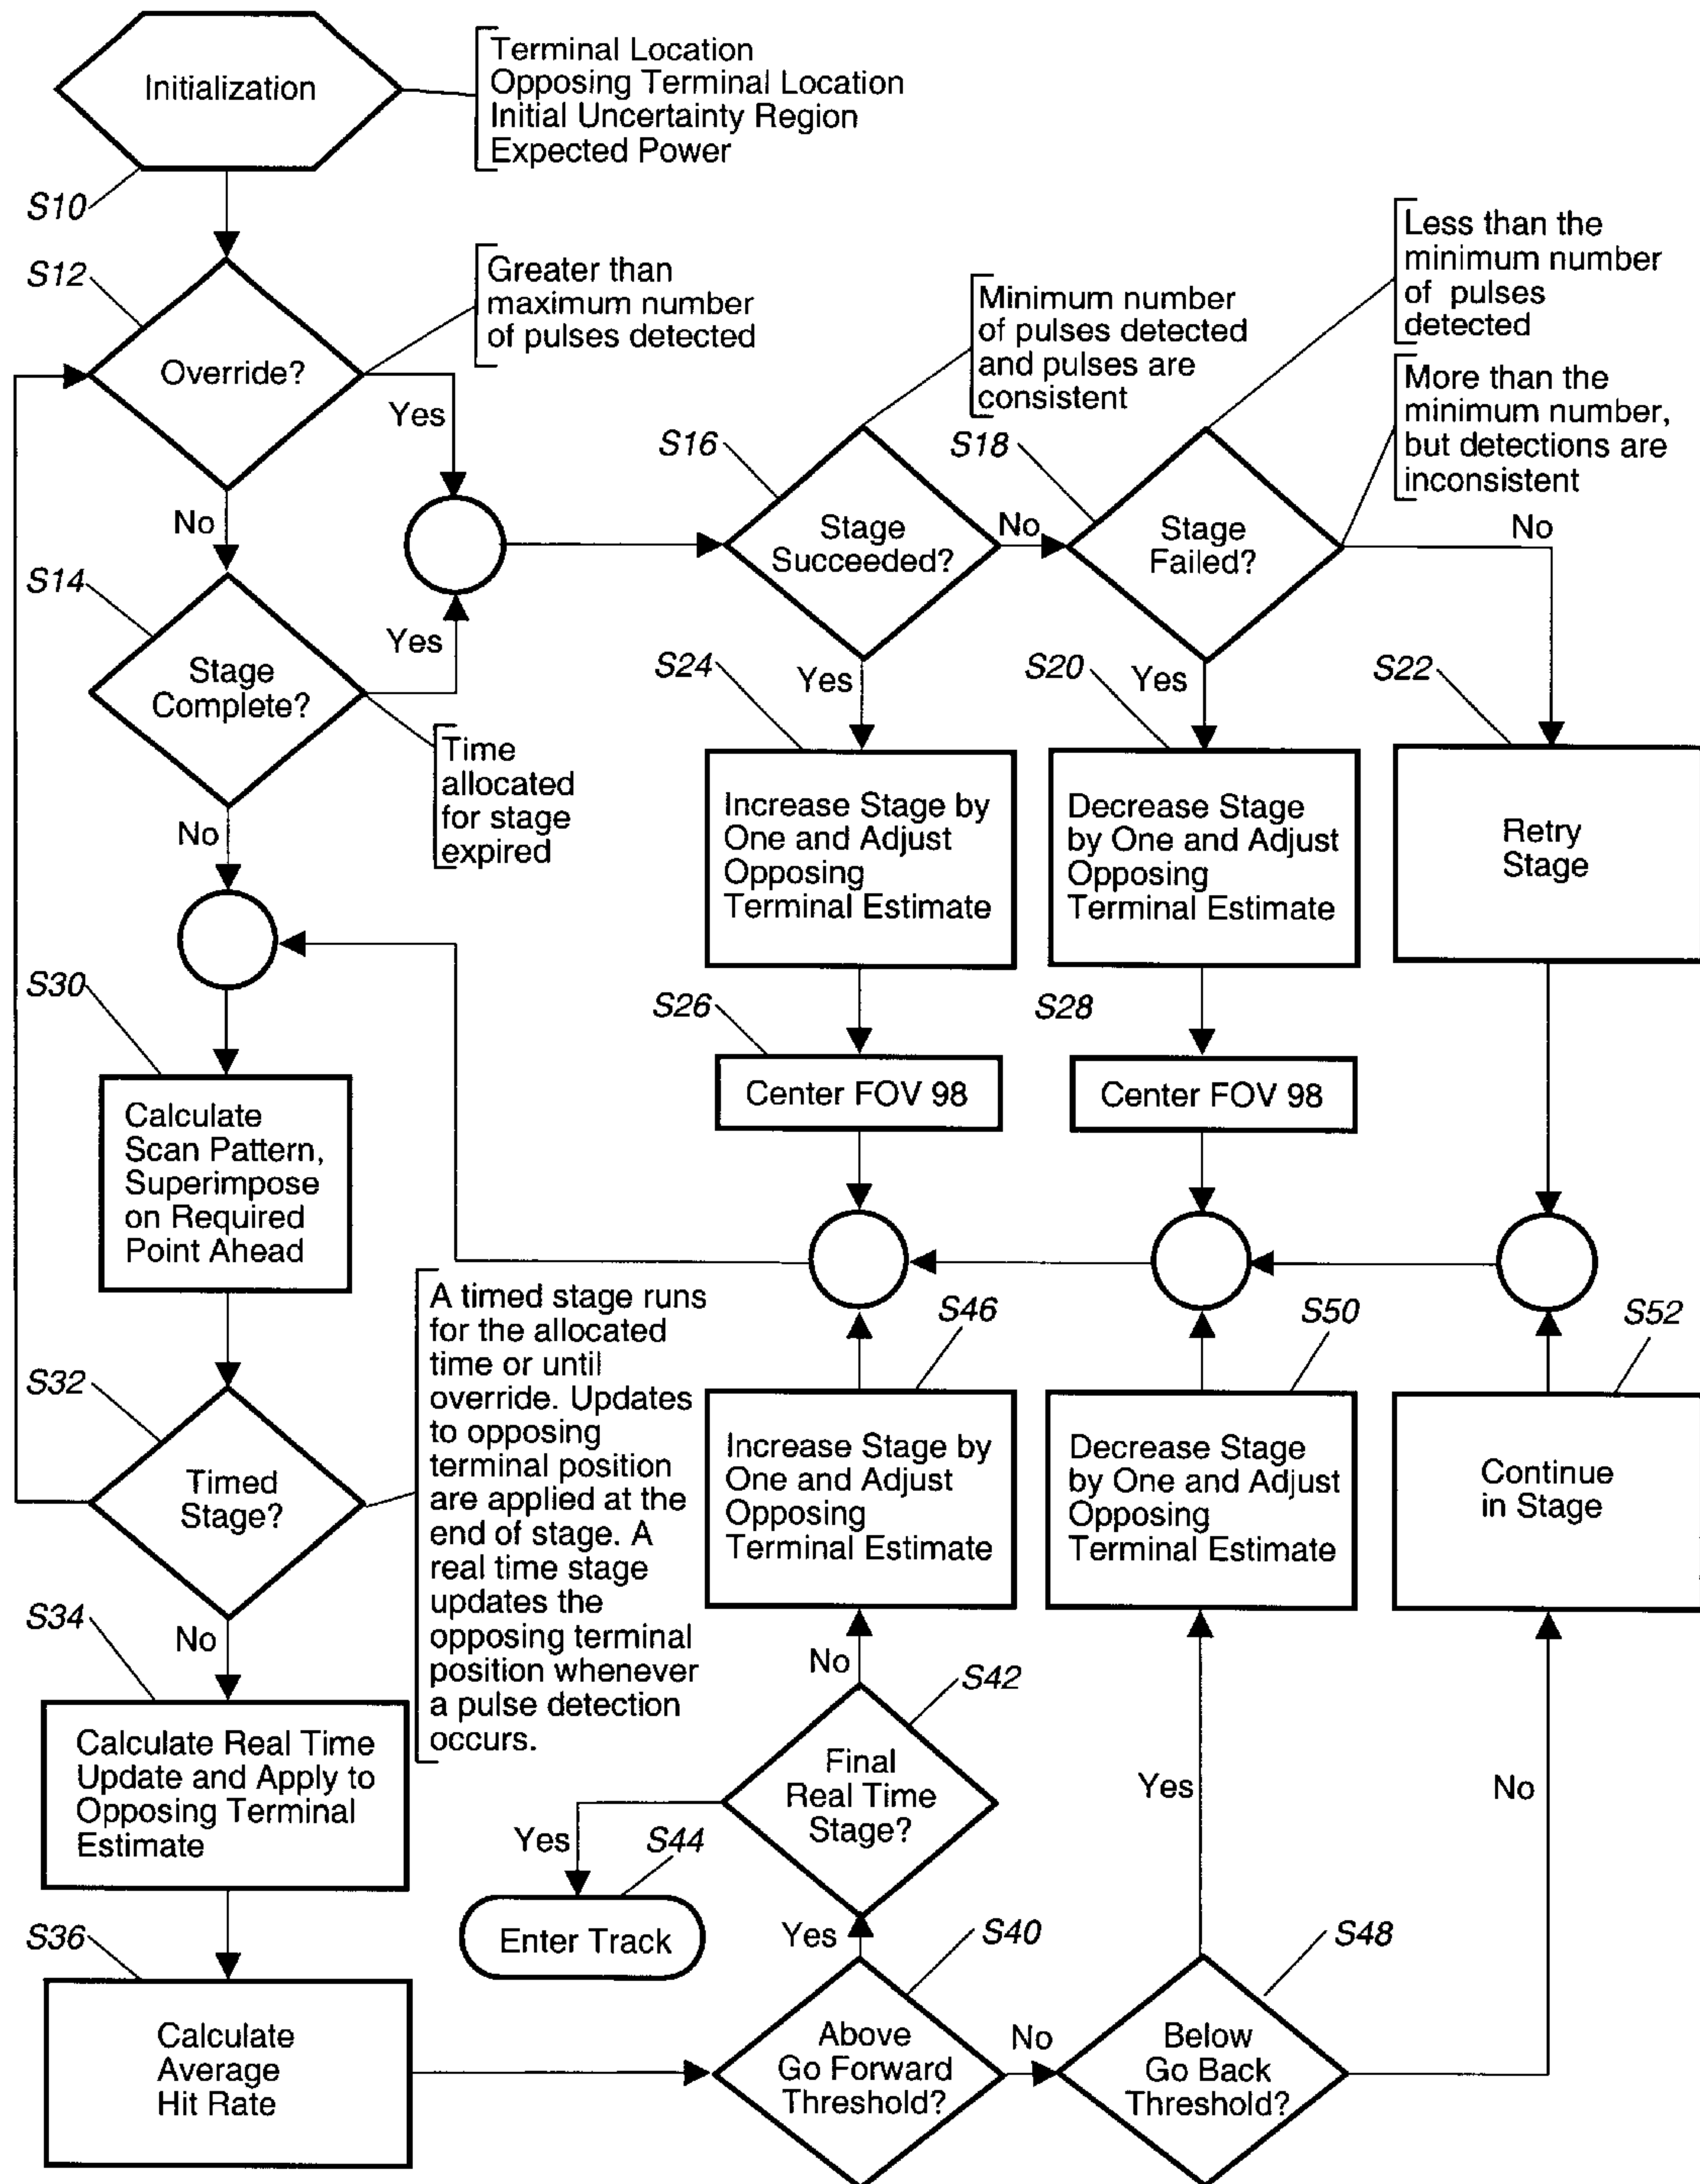 Initialization
Terminal Location
Opposing Terminal Location
Initial Uncertainty Region
Expected Power
S10
S12
Override?
Greater than
maximum number
of pulses detected
Yes
No
S14
Stage
Complete?
Yes
Time
allocated
for stage
expired
No
Minimum number
of pulses detected
and pulses are
consistent
S16
Stage
Succeeded?
No
Less than the
minimum number
of pulses
detected
More than the
minimum number,
but detections are
inconsistent
S18
Stage
Failed?
No
S24
Yes
Increase Stage by
One and Adjust
Opposing
Terminal Estimate
S20
Yes
Decrease Stage
by One and Adjust
Opposing
Terminal Estimate
S22
Retry
Stage
S26
Center FOV 98
S28
Center FOV 98
S30
Calculate
Scan Pattern,
Superimpose
on Required
Point Ahead
S32
Timed
Stage?
A timed stage runs
for the allocated
time or until
override. Updates
to opposing
terminal position
are applied at the
end of stage. A
real time stage
updates the
opposing terminal
position whenever
a pulse detection
occurs.
No
S34
Calculate Real Time
Update and Apply to
Opposing Terminal
Estimate
S36
Calculate
Average
Hit Rate
S46
Increase Stage by
One and Adjust
Opposing
Terminal Estimate
S50
Decrease Stage
by One and Adjust
Opposing
Terminal Estimate
S52
Continue
in Stage
No
S42
Final
Real Time
Stage?
Yes
S44
Enter Track
Yes
S40
Above
Go Forward
Threshold?
No
Yes
S48
Below
Go Back
Threshold?
No